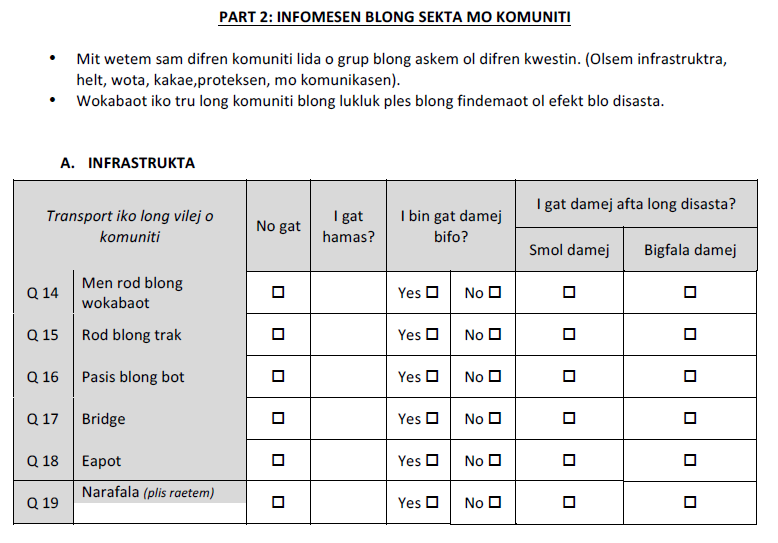 PART 2: INFOMESEN BLONG SEKTA MO KOMUNITI
• Mit wetem sam difren komuniti lida o grup blong askem ol difren kwestin. (Olsem infrastruktra,
helt, wota, kakae,proteksen, mo komunikasen).
• Wokabaot iko tru long komuniti blong lukluk ples blong findemaot ol efekt blo disasta.
A. INFRASTRUKTA
Transport iko long vilej o
komuniti
No gat
I gat
hamas?
I bin gat damej
bifo?
I gat damej afta long disasta?
Smol damej
Bigfala damej
Q 14 Men rod blong
wokabaot
☐ Yes ☐ No ☐ ☐ ☐
Q 15 Rod blong trak ☐ Yes ☐ No ☐ ☐ ☐
Q 16 Pasis blong bot ☐ Yes ☐ No ☐ ☐ ☐
Q 17 Bridge ☐ Yes ☐ No ☐ ☐ ☐
Q 18 Eapot ☐ Yes ☐ No ☐ ☐ ☐
Q 19 Narafala (plis raetem) ☐ Yes ☐ No ☐ ☐ ☐